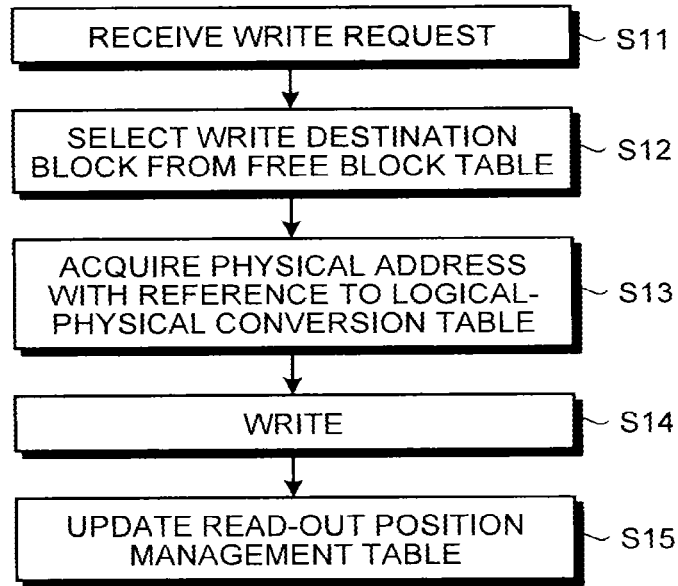 RECEIVE WRITE REQUEST
S11
SELECT WRITE DESTINATION
BLOCK FROM FREE BLOCK TABLE
S12
ACQUIRE PHYSICAL ADDRESS
WITH REFERENCE TO LOGICAL-
PHYSICAL CONVERSION TABLE
S13
WRITE
S14
UPDATE READ-OUT POSITION
MANAGEMENT TABLE
S15